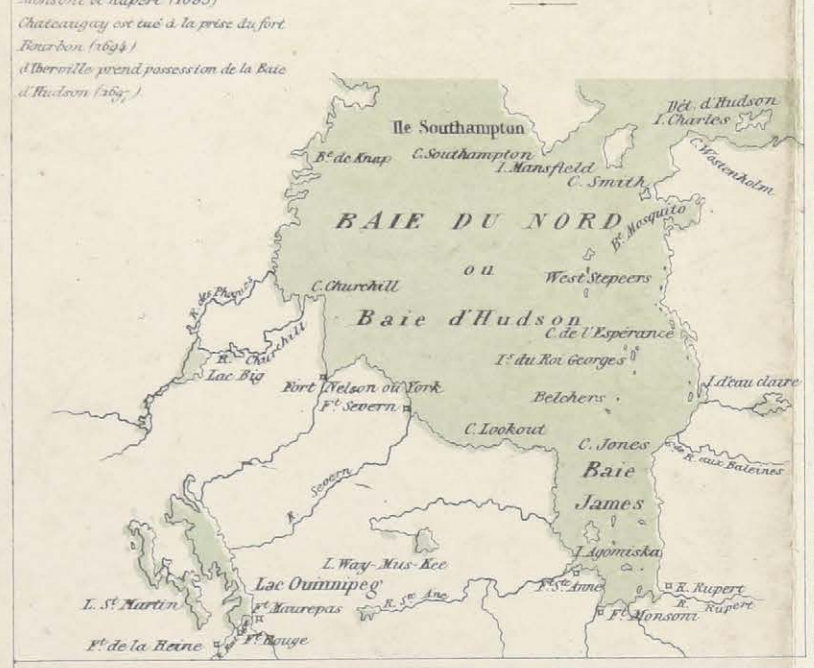 Chateaugay est tué à la prise du fort
Bourbon (1694)
d'Iberville prend possession de la Baie
d'Hudson (1697).
Dét. d'Hudson
I. Charles
Ile Southampton
Be de Knap
C. Southampton
I. Mansfield
C. Smith
C. Wostenholm
BAIE DU NORD
Be Mosquito
ou
West Stepeers
R. des Phoques
C. Churchill
Baie d'Hudson
C. de l'Espérance
R. Churchill
Is du Roi Georges
Lac Big
Fort Nelson ou York
I. d'eau claire
Ft Severn
Belchers
C. Lookout
C. Jones
R. aux Baleines
Baie
R. Severn
James
I. Agomiska
L. Way-Mus-Kee
Lac Ouinnipeg
Ft Ste Anne
R. Rupert
R. Ste Ane
L. St Martin
Ft Maurepas
R. Rupert
Ft Monsoni
Ft Rouge
Ft de la Reine